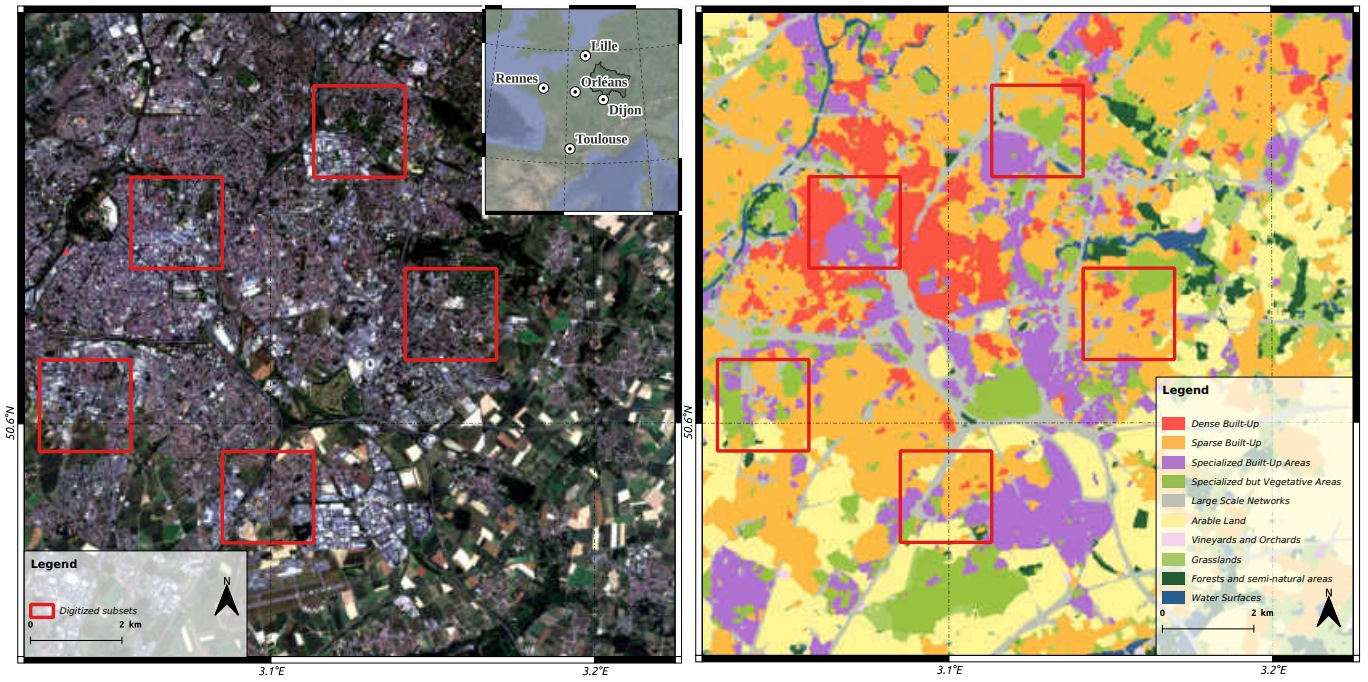 Lille
Rennes
Orléans
Dijon
Toulouse
50.6°N
Legend
Digitized subsets
0
2 km
N
3.1°E
3.2°E
50.6°N
Legend
Dense Built-Up
Sparse Built-Up
Specialized Built-Up Areas
Specialized but Vegetative Areas
Large Scale Networks
Arable Land
Vineyards and Orchards
Grasslands
Forests and semi-natural areas
Water Surfaces
0
2 km
N
3.1°E
3.2°E